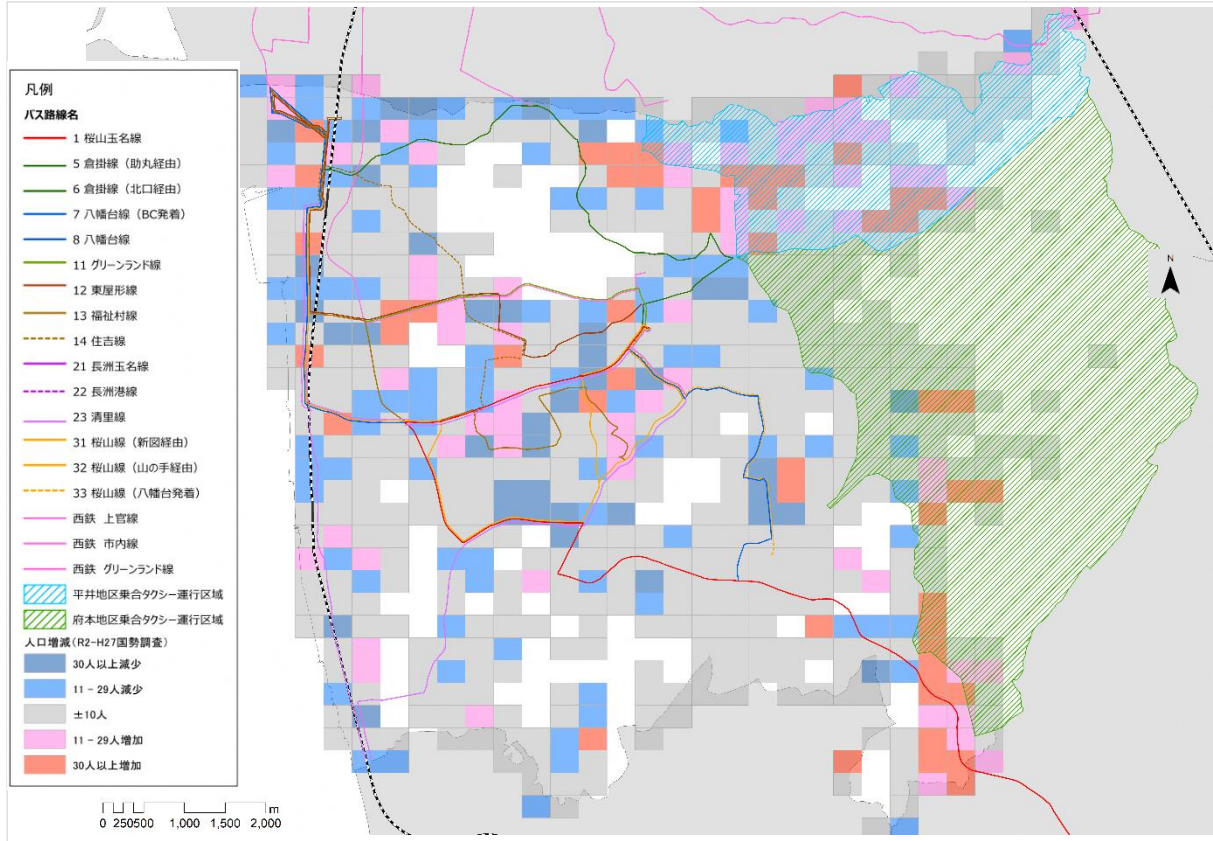 凡例
バス路線名
1 桜山玉名線
5 倉掛線（助丸経由）
6 倉掛線（北口経由）
7 八幡台線（BC発着）
8 八幡台線
11 グリーンランド線
12 東屋形線
13 福祉村線
14 住吉線
21 長洲玉名線
22 長洲港線
23 清里線
31 桜山線（新図経由）
32 桜山線（山の手経由）
33 桜山線（八幡台発着）
西鉄 上官線
西鉄 市内線
西鉄 グリーンランド線
平井地区乗合タクシー運行区域
府本地区乗合タクシー運行区域
人口増減(R2-H27国勢調査)
30人以上減少
11 - 29人減少
±10人
11 - 29人増加
30人以上増加
N
m
0 250500 1,000 1,500 2,000